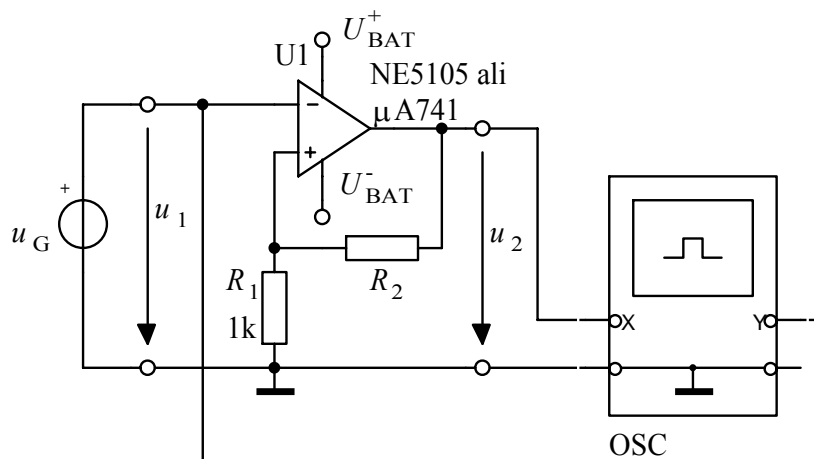 U+BAT
U1
NE5105 ali
μA741
−
+
U-BAT
+
uG
u1
u2
R1
1k
R2
X
Y
OSC